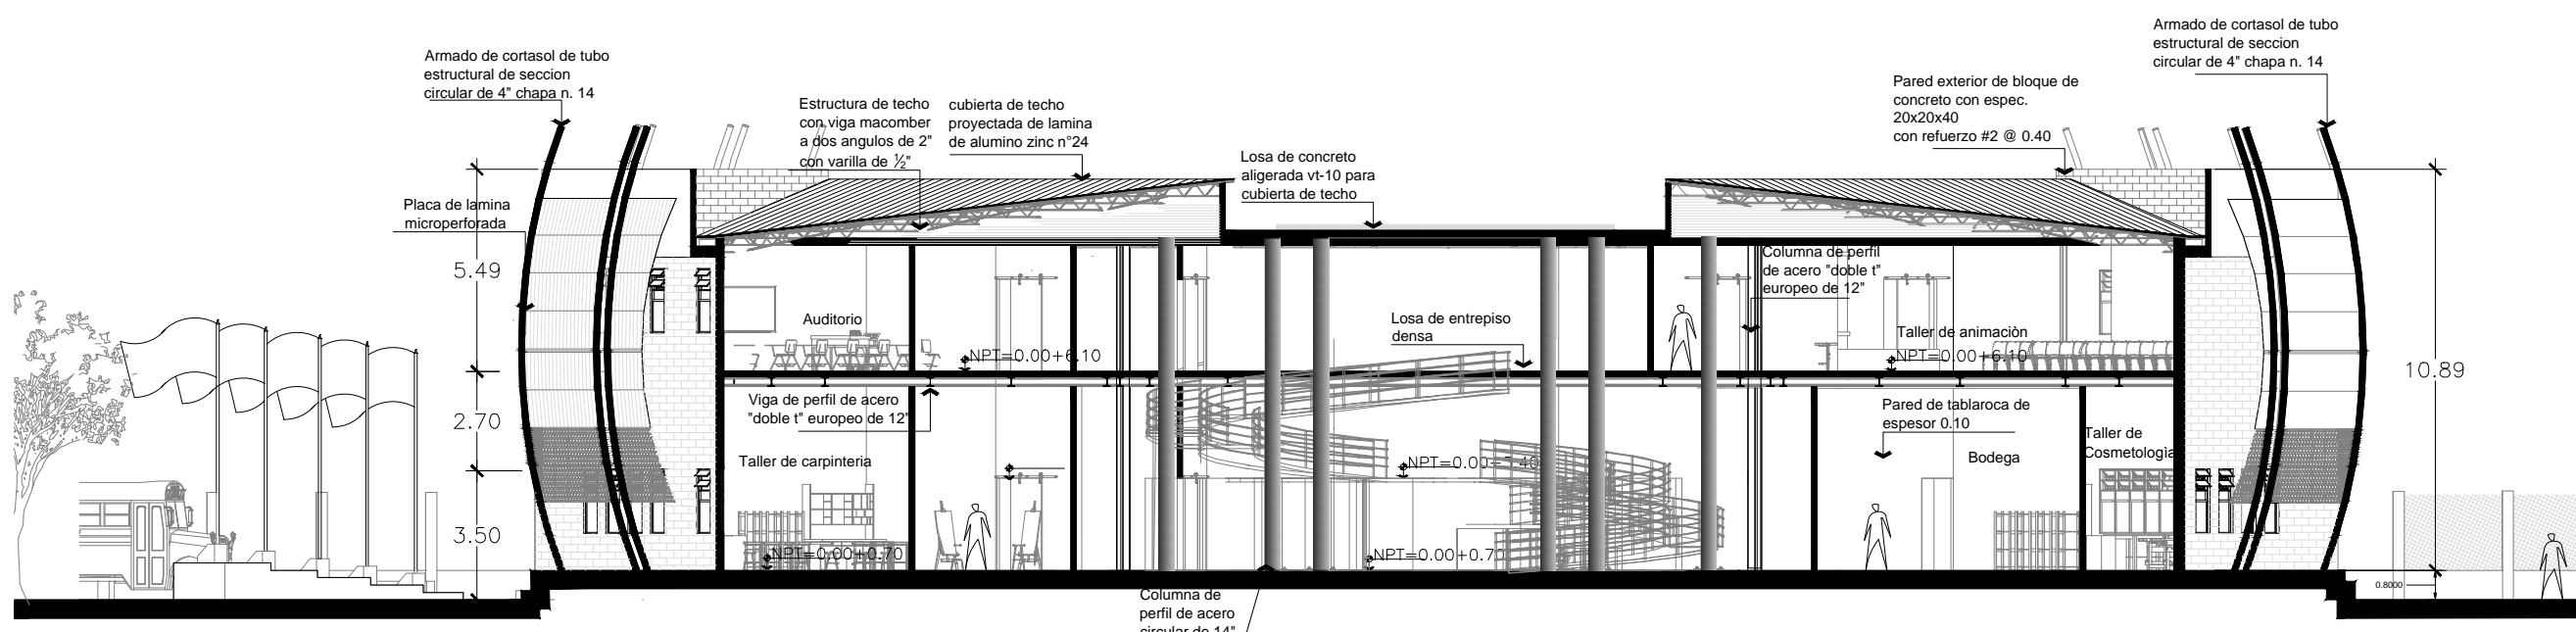 Armado de cortasol de tubo
estructural de seccion
circular de 4" chapa n. 14
Armado de cortasol de tubo
estructural de seccion
circular de 4" chapa n. 14
Estructura de techo
con viga macomber
a dos angulos de 2"
con varilla de ½"
cubierta de techo
proyectada de lamina
de alumino zinc n°24
Pared exterior de bloque de
concreto con espec.
20x20x40
con refuerzo #2 @ 0.40
Losa de concreto
aligerada vt-10 para
cubierta de techo
Placa de lamina
microperforada
5.49
2.70
3.50
10.89
0.8000
Columna de perfil
de acero "doble t"
europeo de 12"
Auditorio
NPT=0.00+6.10
Losa de entrepiso
densa
Taller de animaciòn
NPT=0.00+6.10
Viga de perfil de acero
"doble t" europeo de 12"
Pared de tablaroca de
espesor 0.10
Taller de carpinteria
Bodega
Taller de
Cosmetologìa
NPT=0.00+0.70
NPT=0.00+0.70
Columna de
perfil de acero
circular de 14"